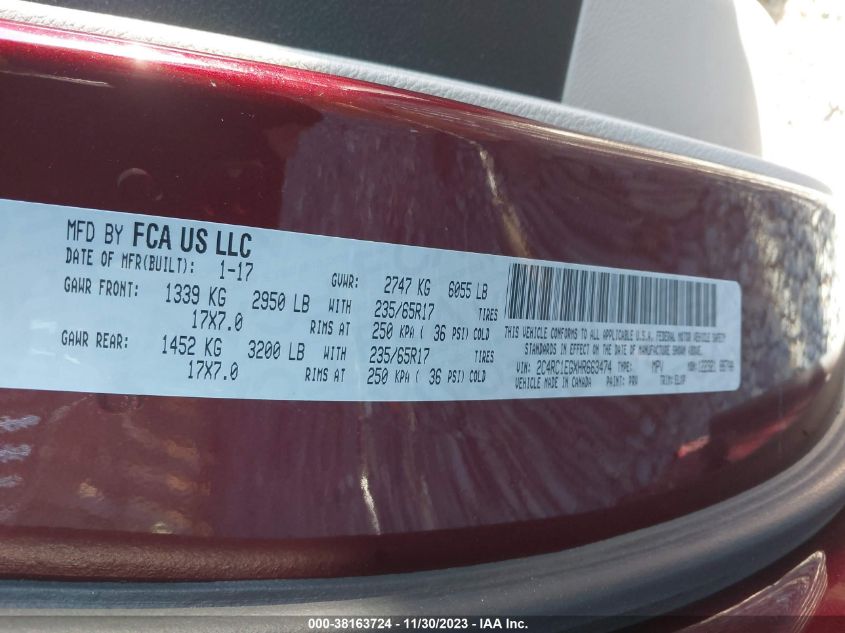 MFD BY FCA US LLC
DATE OF MFR(BUILT): 1-17 GVWR: 2747 KG 6055 LB
GAWR FRONT: 1339 KG 2950 LB WITH 235/65R17 TIRES
17X7.0 RIMS AT 250 KPA ( 36 PSI) COLD
GAWR REAR: 1452 KG 3200 LB WITH 235/65R17 TIRES
17X7.0 RIMS AT 250 KPA ( 36 PSI) COLD
THIS VEHICLE CONFORMS TO ALL APPLICABLE U.S.A. FEDERAL MOTOR VEHICLE SAFETY
STANDARDS IN EFFECT ON THE DATE OF MANUFACTURE SHOWN ABOVE.
VIN: 2C4RC1EGXHR663474 TYPE: MPV MDH:
VEHICLE MADE IN CANADA PAINT: PRV TRIM:
000-38163724 - 11/30/2023 - IAA Inc.